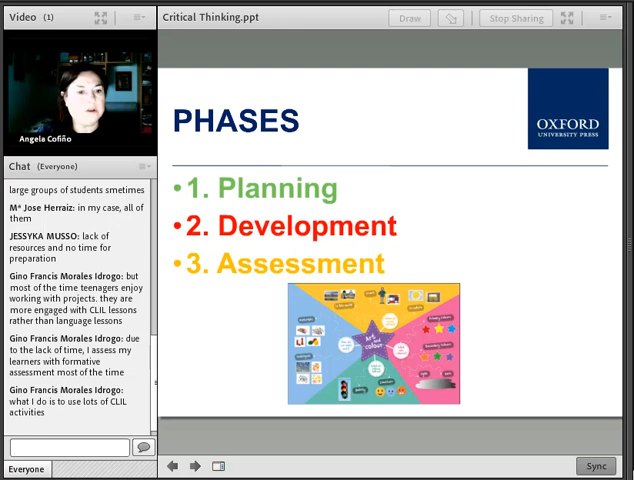 Video (1)
Critical Thinking.ppt
Draw
Stop Sharing
Angela Cofiño
PHASES
OXFORD
UNIVERSITY PRESS
•1. Planning
•2. Development
•3. Assessment
Art
and
colour
Chat (Everyone)
large groups of students smetimes
Mª Jose Herraiz: in my case, all of
them
JESSYKA MUSSO: lack of
resources and no time for
preparation
Gino Francis Morales Idrogo: but
most of the time teenagers enjoy
working with projects. they are
more engaged with CLIL lessons
rather than language lessons
Gino Francis Morales Idrogo: due
to the lack of time, I assess my
learners with formative
assessment most of the time
Gino Francis Morales Idrogo:
what I do is to use lots of CLIL
activities
Everyone
Sync